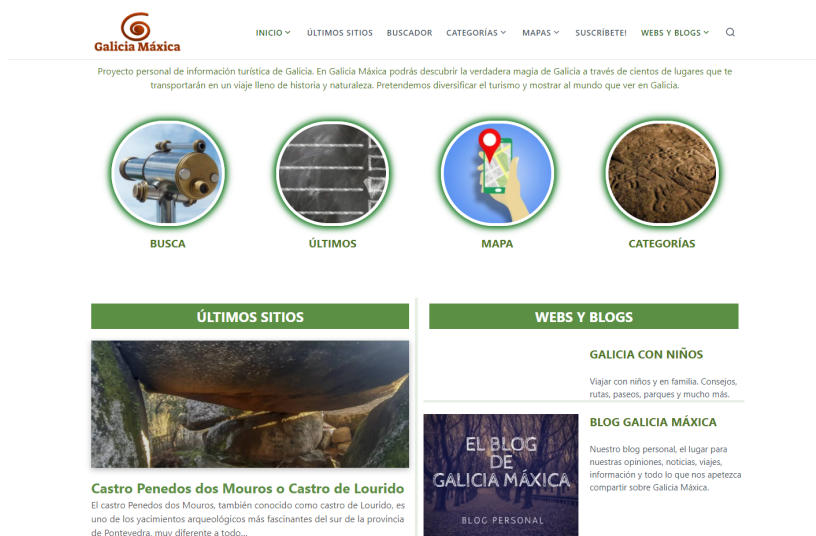 Galicia Máxica
INICIO
ÚLTIMOS SITIOS
BUSCADOR
CATEGORÍAS
MAPAS
SUSCRÍBETE!
WEBS Y BLOGS
Proyecto personal de información turística de Galicia. En Galicia Máxica podrás descubrir la verdadera magia de Galicia a través de cientos de lugares que te
transportarán en un viaje lleno de historia y naturaleza. Pretendemos diversificar el turismo y mostrar al mundo que ver en Galicia.
BUSCA
ÚLTIMOS
MAPA
CATEGORÍAS
ÚLTIMOS SITIOS
Castro Penedos dos Mouros o Castro de Lourido
El castro Penedos dos Mouros, también conocido como castro de Lourido, es
uno de los yacimientos arqueológicos más fascinantes del sur de la provincia
de Pontevedra, muy diferente a todo...
WEBS Y BLOGS
GALICIA CON NIÑOS
Viajar con niños y en familia. Consejos,
rutas, paseos, parques y mucho más.
EL BLOG
DE
GALICIA MÁXICA
BLOG PERSONAL
BLOG GALICIA MÁXICA
Nuestro blog personal, el lugar para
nuestras opiniones, noticias, viajes,
información y todo lo que nos apetezca
compartir sobre Galicia Máxica.